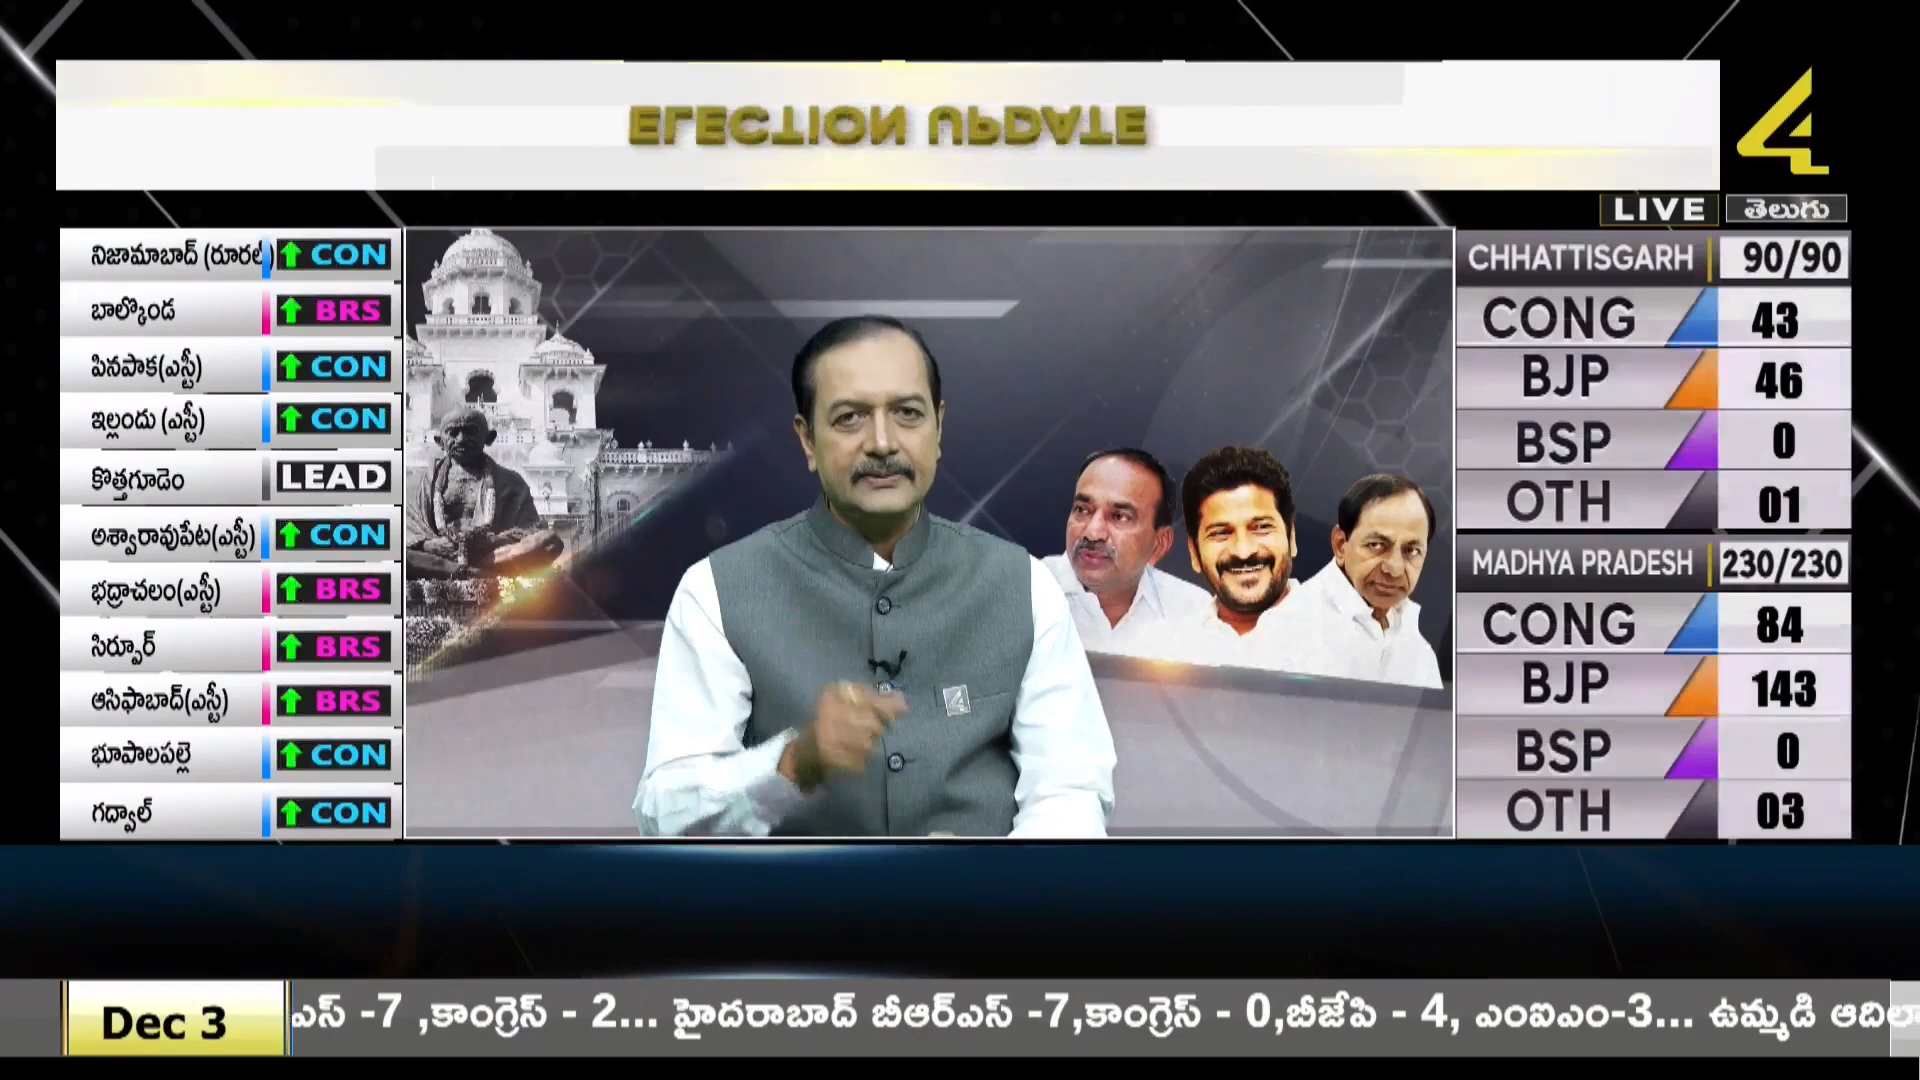 ELECTION UPDATE
4
LIVE తెలుగు
నిజామాబాద్ (రూరల్) CON
బాల్కొండ BRS
పినపాక(ఎస్టీ) CON
ఇల్లందు (ఎస్టీ) CON
కొత్తగూడెం LEAD
అశ్వారావుపేట(ఎస్టీ) CON
భద్రాచలం(ఎస్టీ) BRS
సిర్పూర్ BRS
ఆసిఫాబాద్(ఎస్టీ) BRS
భూపాలపల్లె CON
గద్వాల్ CON
CHHATTISGARH 90/90
CONG 43
BJP 46
BSP 0
OTH 01
MADHYA PRADESH 230/230
CONG 84
BJP 143
BSP 0
OTH 03
Dec 3 ఎస్ -7 ,కాంగ్రెస్ - 2... హైదరాబాద్ బీఆర్ఎస్ -7,కాంగ్రెస్ - 0,బీజేపి - 4, ఎంఐఎం-3... ఉమ్మడి